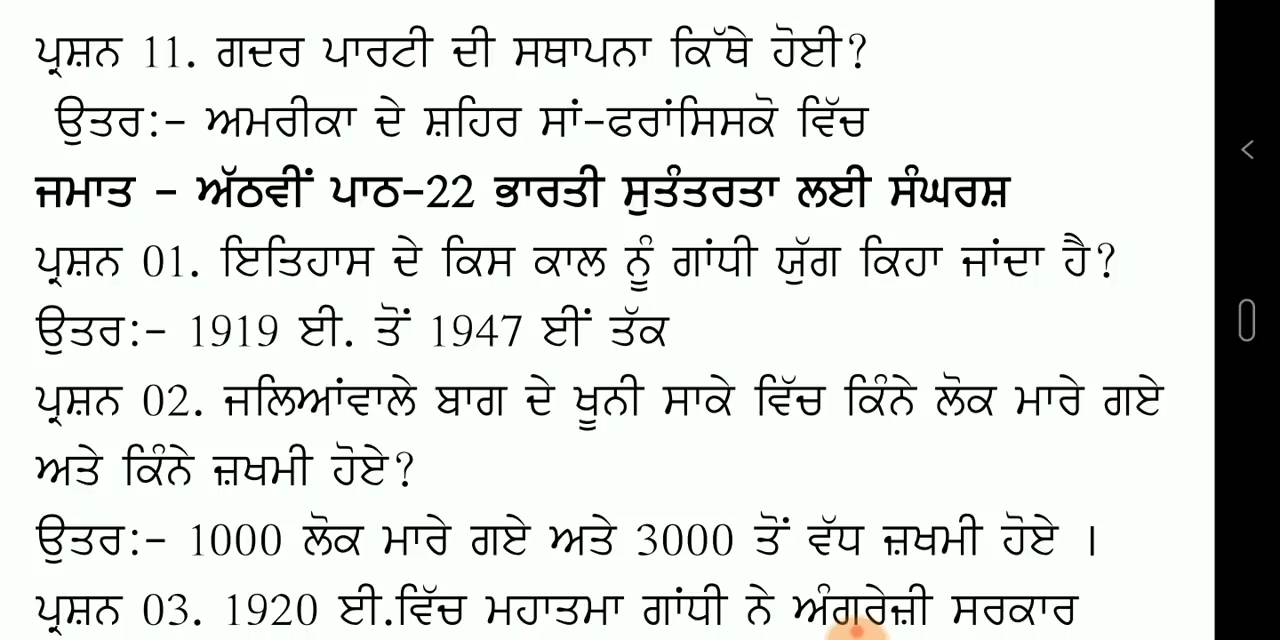 ਪ੍ਰਸ਼ਨ 11. ਗਦਰ ਪਾਰਟੀ ਦੀ ਸਥਾਪਨਾ ਕਿੱਥੇ ਹੋਈ?
ਉਤਰ:- ਅਮਰੀਕਾ ਦੇ ਸ਼ਹਿਰ ਸਾਂ-ਫਰਾਂਸਿਸਕੋ ਵਿੱਚ
ਜਮਾਤ - ਅੱਠਵੀਂ ਪਾਠ-22 ਭਾਰਤੀ ਸੁਤੰਤਰਤਾ ਲਈ ਸੰਘਰਸ਼
ਪ੍ਰਸ਼ਨ 01. ਇਤਿਹਾਸ ਦੇ ਕਿਸ ਕਾਲ ਨੂੰ ਗਾਂਧੀ ਯੁੱਗ ਕਿਹਾ ਜਾਂਦਾ ਹੈ?
ਉਤਰ:- 1919 ਈ. ਤੋਂ 1947 ਈਂ ਤੱਕ
ਪ੍ਰਸ਼ਨ 02. ਜਲਿਆਂਵਾਲੇ ਬਾਗ ਦੇ ਖੂਨੀ ਸਾਕੇ ਵਿੱਚ ਕਿੰਨੇ ਲੋਕ ਮਾਰੇ ਗਏ
ਅਤੇ ਕਿੰਨੇ ਜ਼ਖਮੀ ਹੋਏ?
ਉਤਰ:- 1000 ਲੋਕ ਮਾਰੇ ਗਏ ਅਤੇ 3000 ਤੋਂ ਵੱਧ ਜ਼ਖਮੀ ਹੋਏ ।
ਪ੍ਰਸ਼ਨ 03. 1920 ਈ.ਵਿੱਚ ਮਹਾਤਮਾ ਗਾਂਧੀ ਨੇ ਅੰਗਰੇਜ਼ੀ ਸਰਕਾਰ